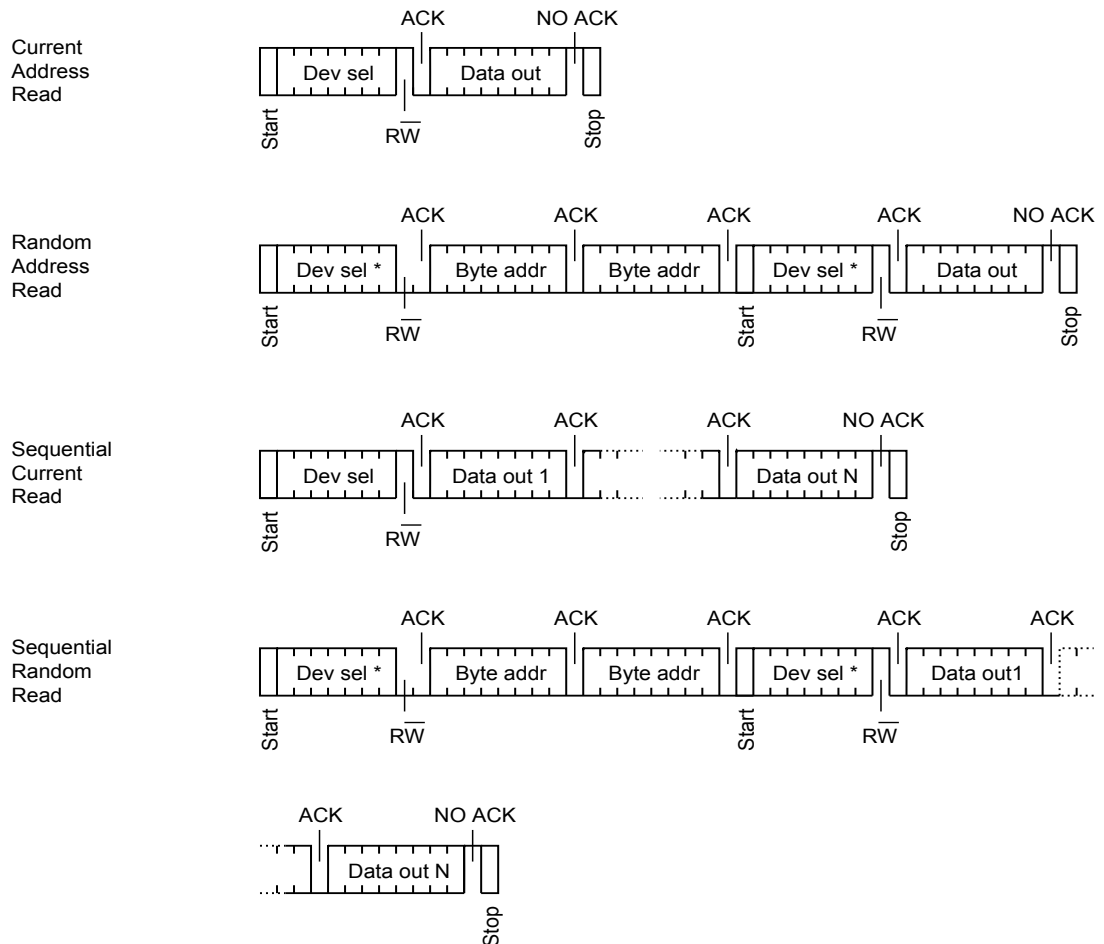 ACK NO ACK
Current
Address
Read
Dev sel Data out
Start
RW̅
Stop
ACK ACK ACK ACK NO ACK
Random
Address
Read
Dev sel * Byte addr Byte addr Dev sel * Data out
Start
RW̅
Start
RW̅
Stop
ACK ACK ACK NO ACK
Sequential
Current
Read
Dev sel Data out 1 Data out N
Start
RW̅
Stop
ACK ACK ACK ACK ACK
Sequential
Random
Read
Dev sel * Byte addr Byte addr Dev sel * Data out1
Start
RW̅
Start
RW̅
ACK NO ACK
Data out N
Stop